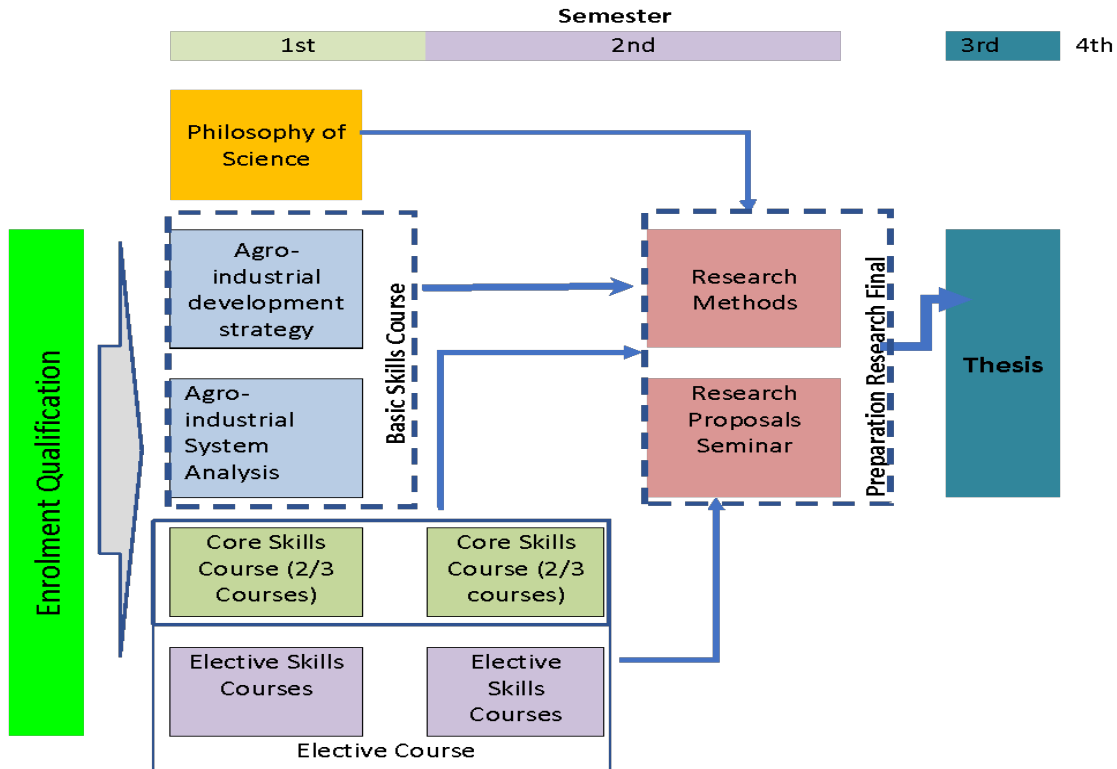 Semester
1st
2nd
3rd
4th
Philosophy of
Science
Enrolment Qualification
Agro-
industrial
development
strategy
Agro-
industrial
System
Analysis
Basic Skills Course
Research
Methods
Research
Proposals
Seminar
Preparation Research Final
Thesis
Core Skills
Course (2/3
Courses)
Core Skills
Course (2/3
courses)
Elective Skills
Courses
Elective
Skills
Courses
Elective Course